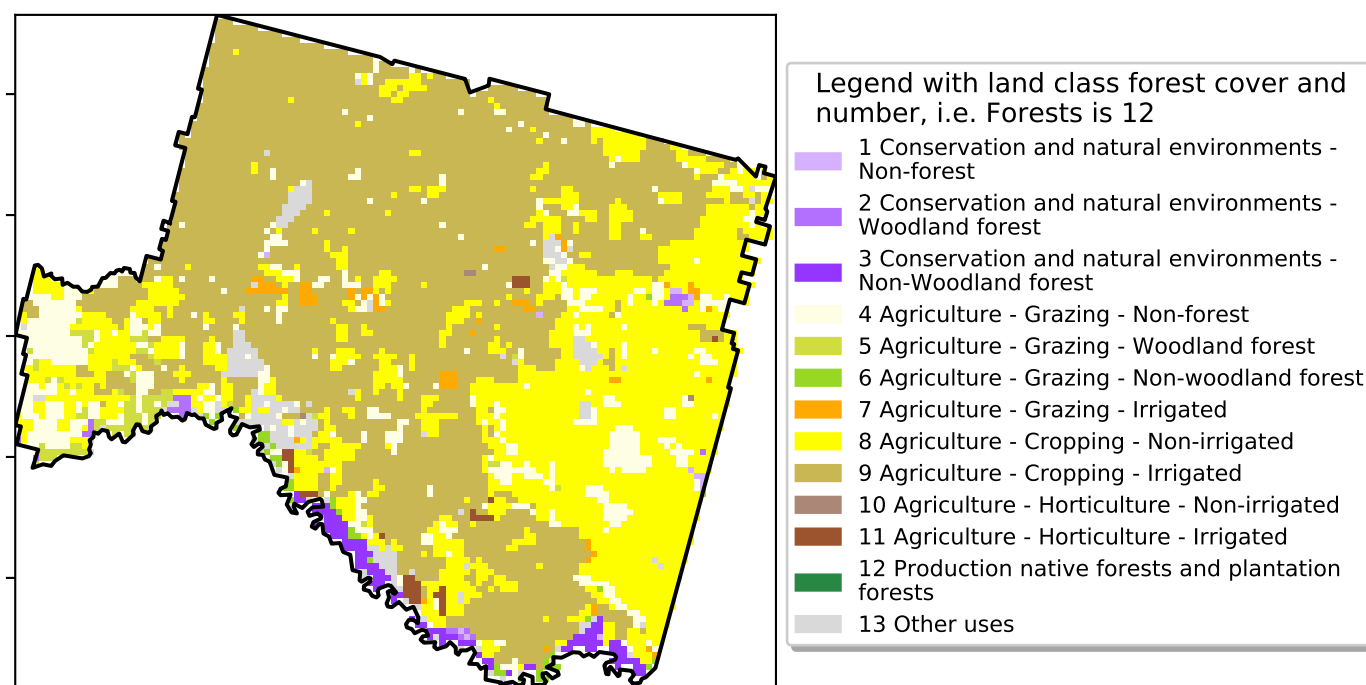 Legend with land class forest cover and
number, i.e. Forests is 12
1 Conservation and natural environments -
Non-forest
2 Conservation and natural environments -
Woodland forest
3 Conservation and natural environments -
Non-Woodland forest
4 Agriculture - Grazing - Non-forest
5 Agriculture - Grazing - Woodland forest
6 Agriculture - Grazing - Non-woodland forest
7 Agriculture - Grazing - Irrigated
8 Agriculture - Cropping - Non-irrigated
9 Agriculture - Cropping - Irrigated
10 Agriculture - Horticulture - Non-irrigated
11 Agriculture - Horticulture - Irrigated
12 Production native forests and plantation
forests
13 Other uses